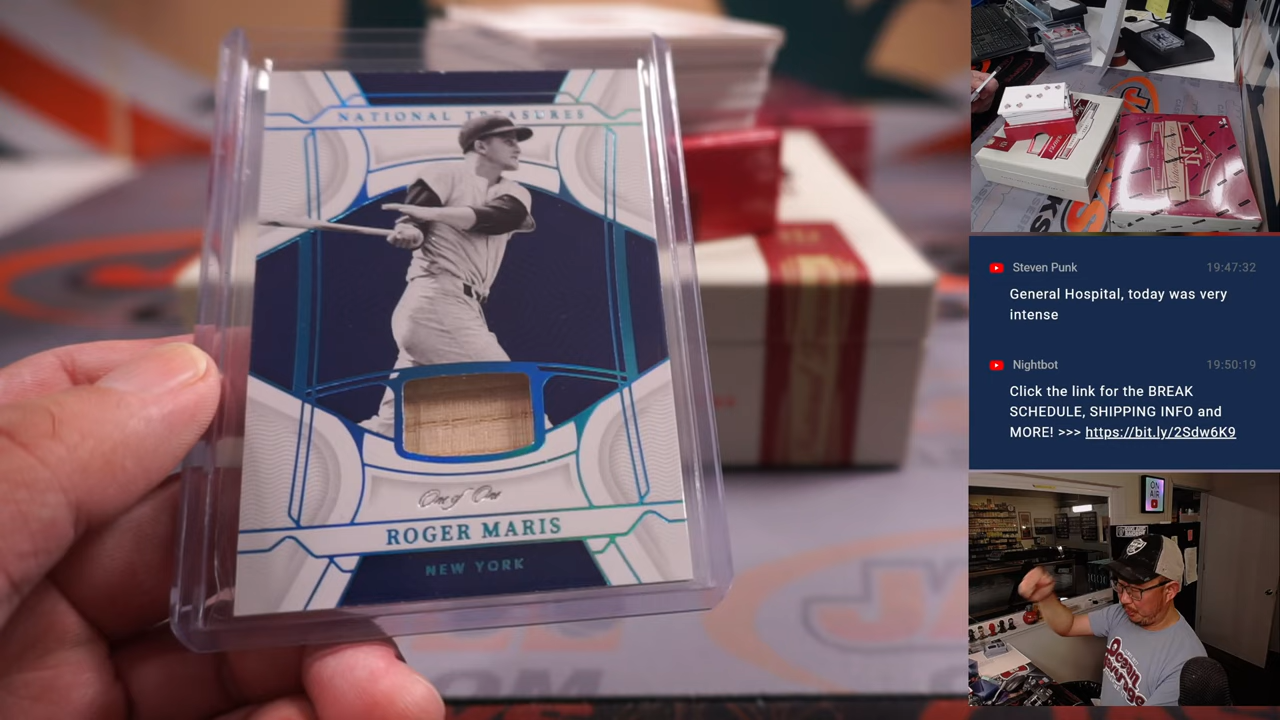 NATIONAL TREASURES
One of One
ROGER MARIS
NEW YORK
Steven Punk 19:47:32
General Hospital, today was very
intense
Nightbot 19:50:19
Click the link for the BREAK
SCHEDULE, SHIPPING INFO and
MORE! >>> https://bit.ly/2Sdw6K9
ON
AIR